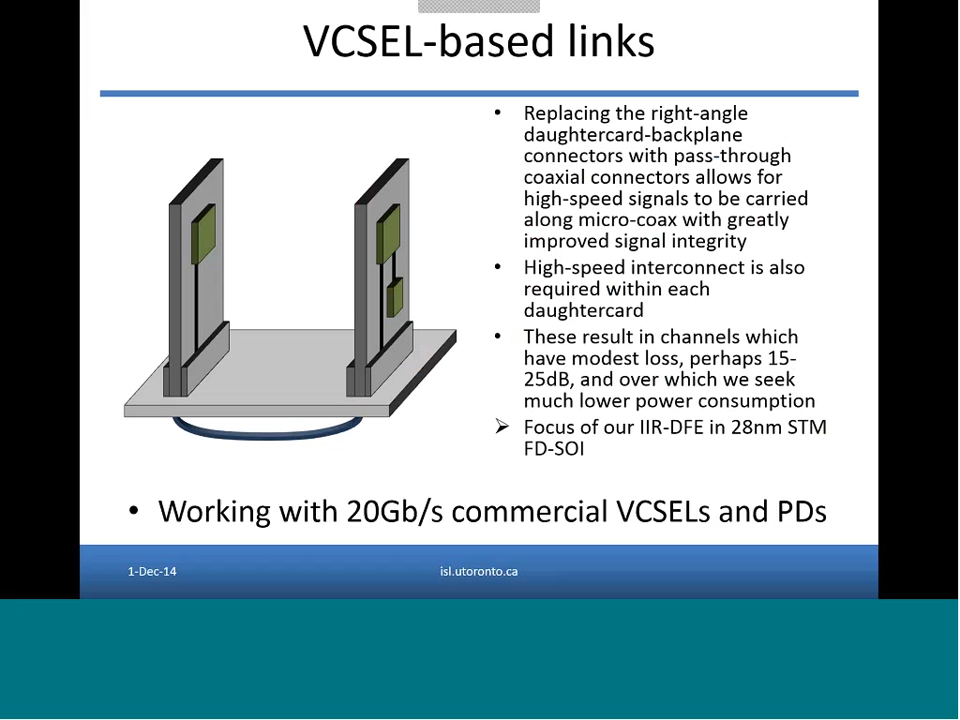 VCSEL-based links
• Replacing the right-angle
daughtercard-backplane
connectors with pass-through
coaxial connectors allows for
high-speed signals to be carried
along micro-coax with greatly
improved signal integrity
• High-speed interconnect is also
required within each
daughtercard
• These result in channels which
have modest loss, perhaps 15-
25dB, and over which we seek
much lower power consumption
➢ Focus of our IIR-DFE in 28nm STM
FD-SOI
• Working with 20Gb/s commercial VCSELs and PDs
1-Dec-14
isl.utoronto.ca